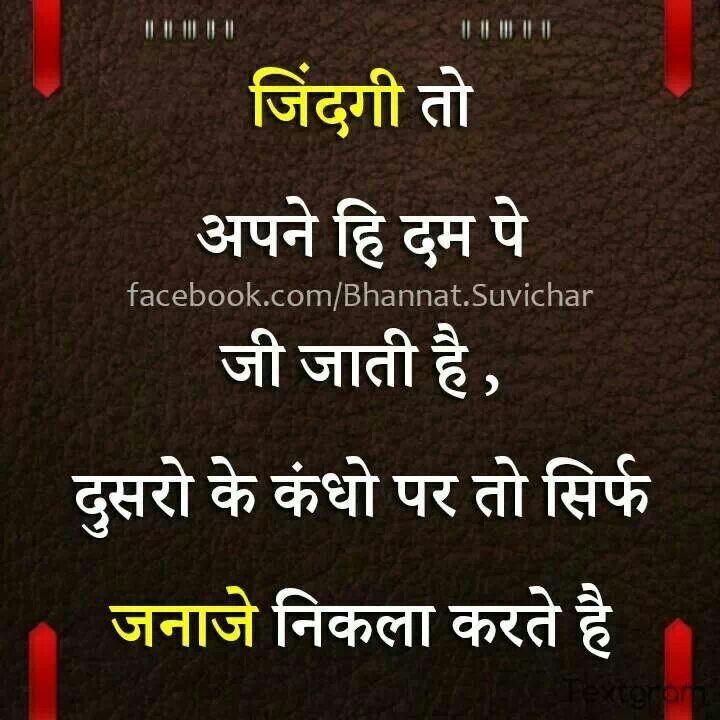 जिंदगी तो
अपने हि दम पे
facebook.com/Bhannat.Suvichar
जी जाती है ,
दुसरो के कंधो पर तो सिर्फ
जनाजे निकला करते है
Textgram